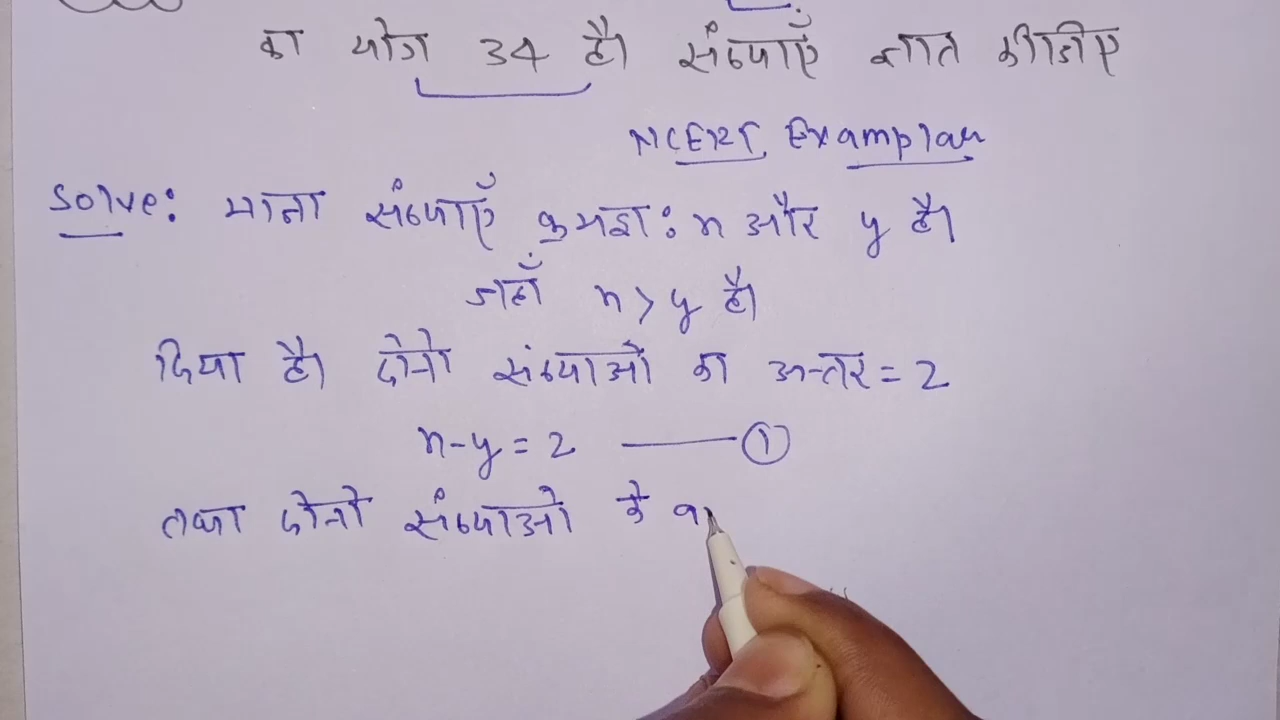 का योग 34 है। संख्याएँ ज्ञात कीजिए
NCERT Examplar
Solve: माना संख्याएँ क्रमशः x और y है।
जहाँ x > y है।
दिया है। दोनो संख्याओं का अन्तर = 2
x - y = 2 ——— ①
तथा दोनो संख्याओ के